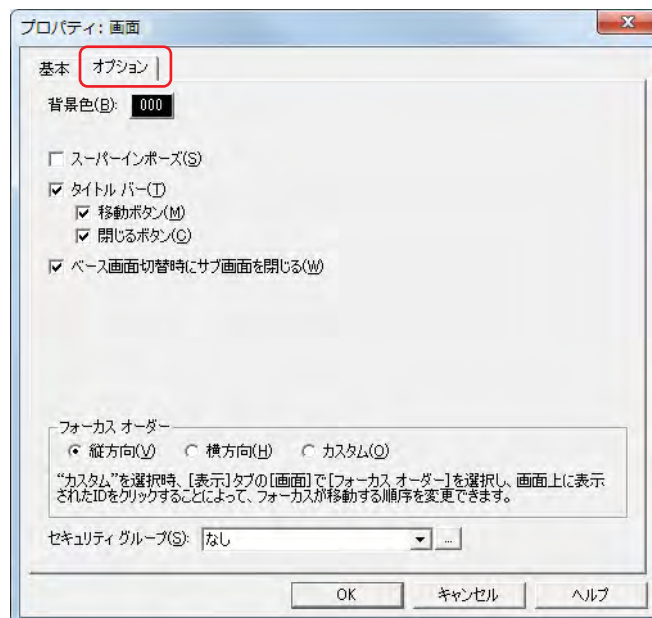 プロパティ: 画面
基本 オプション
背景色(B): 000
スーパーインポーズ(S)
タイトル バー(T)
移動ボタン(M)
閉じるボタン(C)
ベース画面切替時にサブ画面を閉じる(W)
フォーカス オーダー
縦方向(V) 横方向(H) カスタム(O)
“カスタム”を選択時、[表示]タブの[画面]で[フォーカス オーダー]を選択し、画面上に表示
されたIDをクリックすることによって、フォーカスが移動する順序を変更できます。
セキュリティ グループ(S): なし ...
OK キャンセル ヘルプ